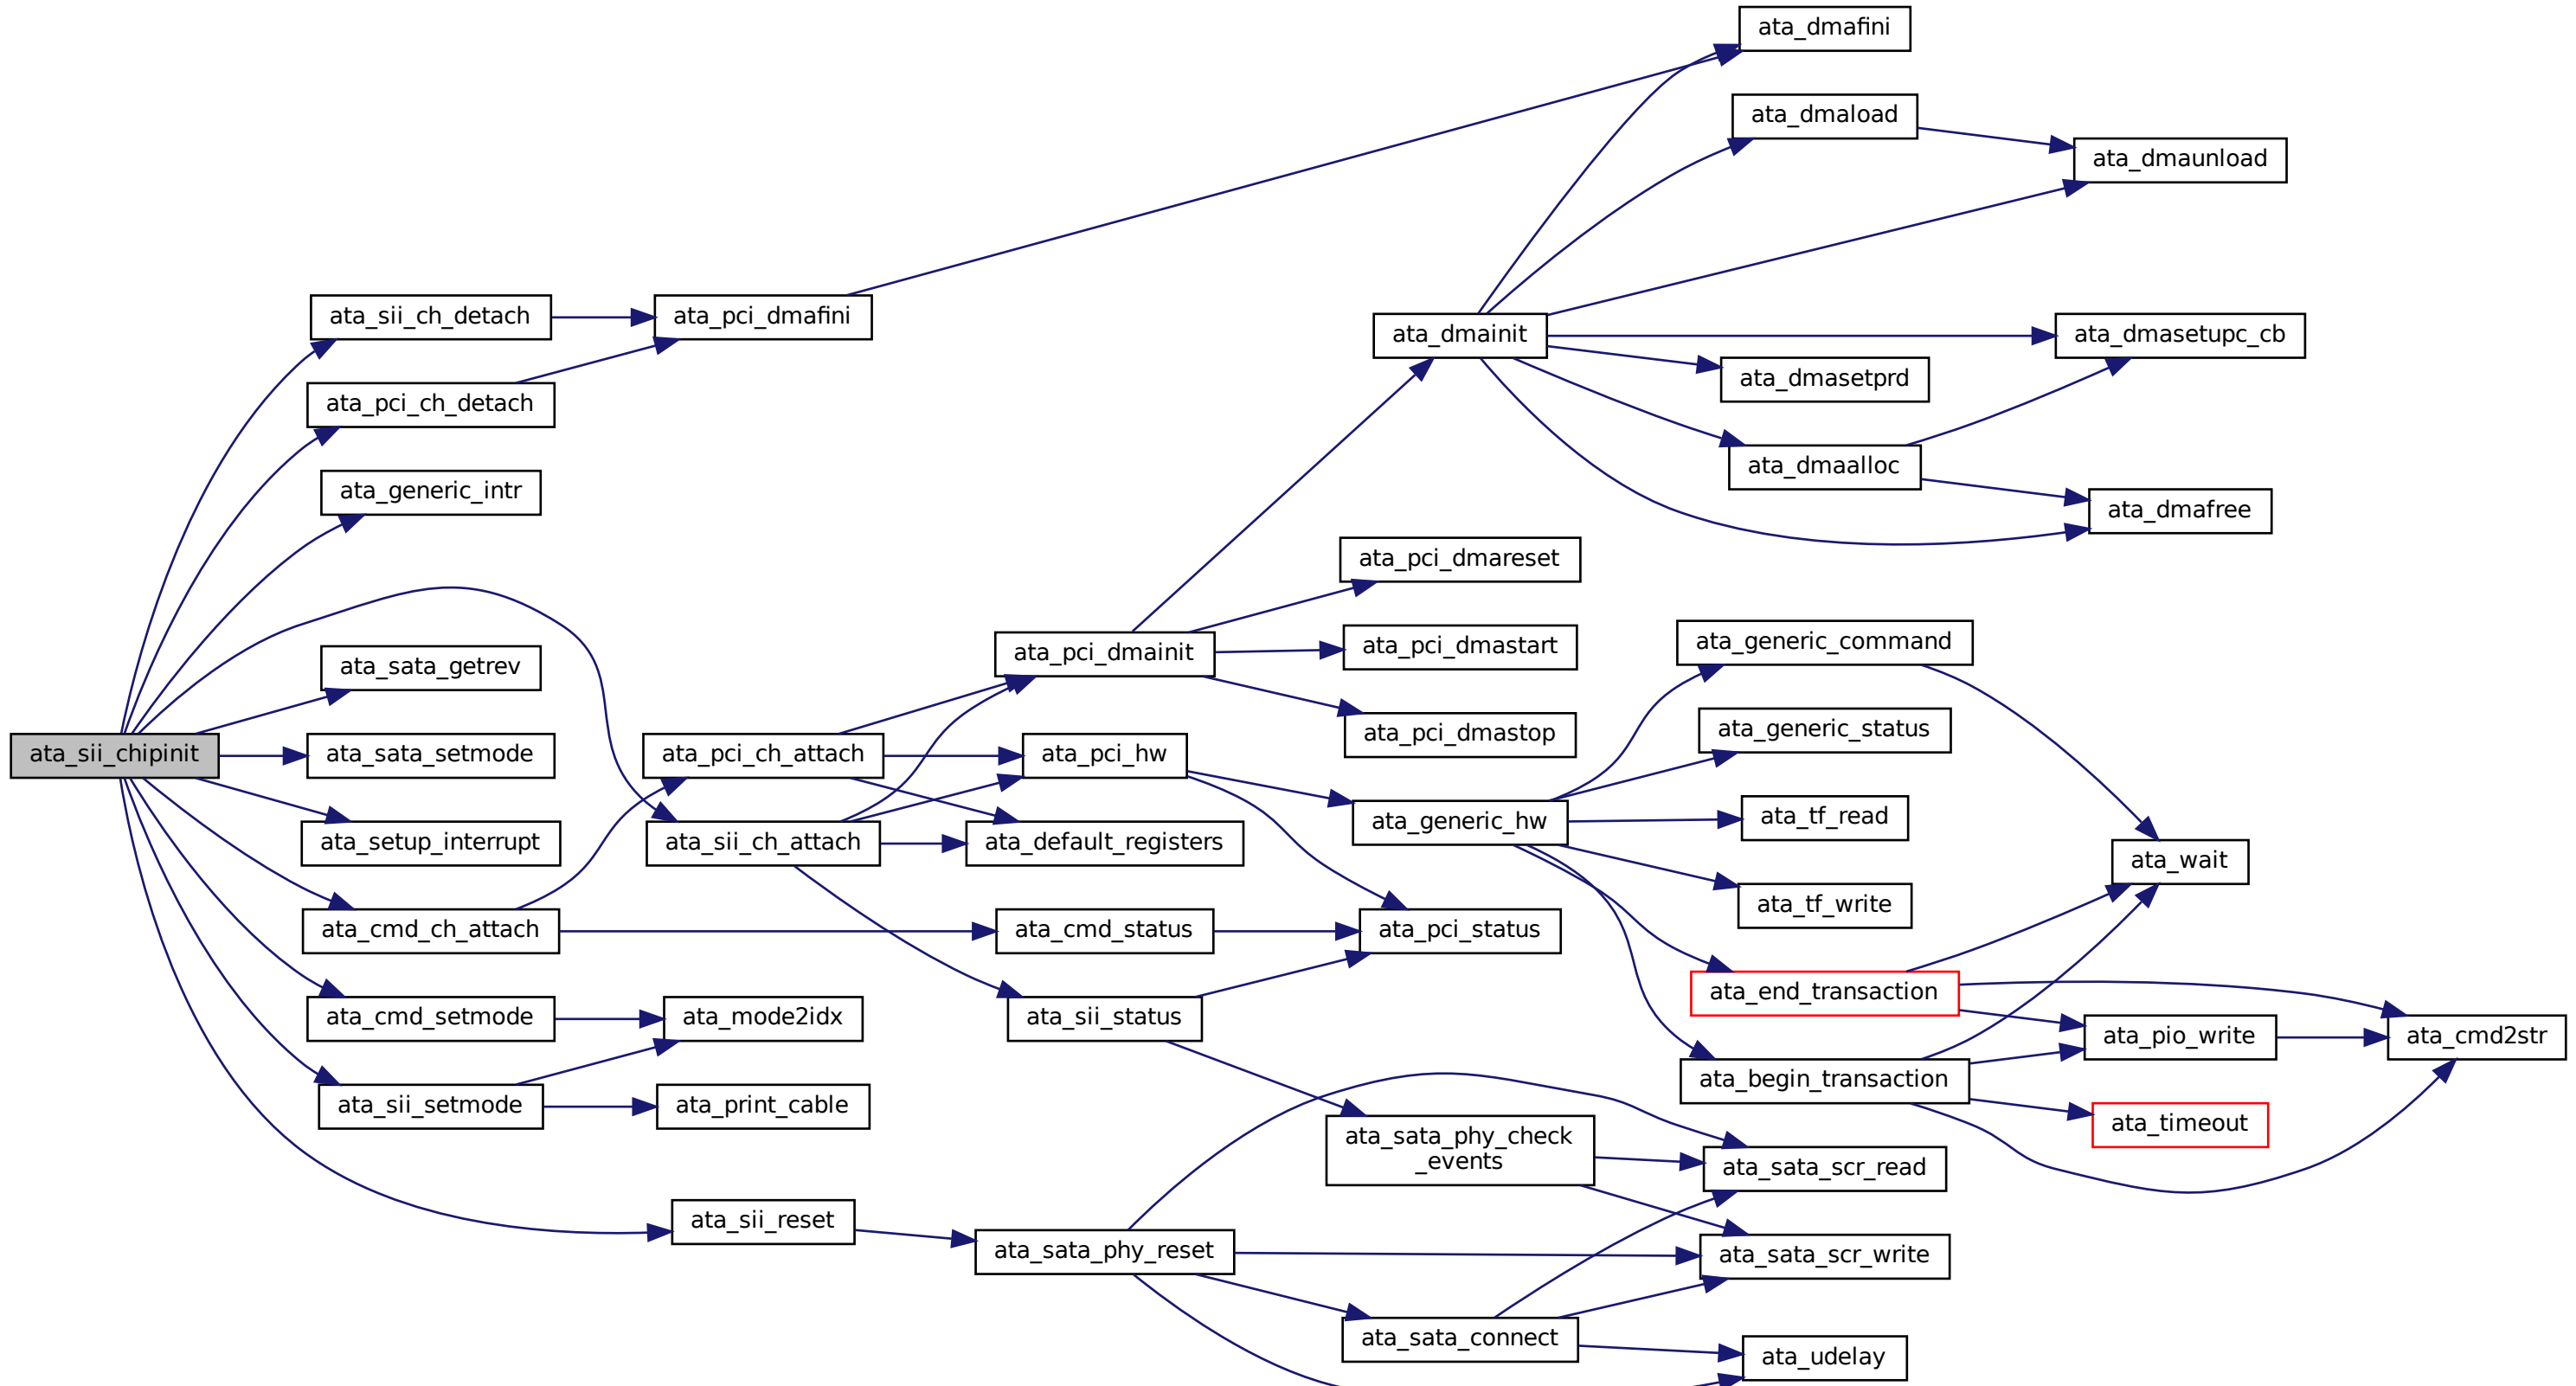 ata_dmafini
ata_dmaload
ata_dmaunload
ata_sii_ch_detach
ata_pci_dmafini
ata_dmainit
ata_dmasetupc_cb
ata_dmasetprd
ata_pci_ch_detach
ata_dmaalloc
ata_generic_intr
ata_dmafree
ata_pci_dmareset
ata_generic_command
ata_pci_dmastart
ata_pci_dmainit
ata_sata_getrev
ata_generic_status
ata_pci_dmastop
ata_sii_chipinit
ata_sata_setmode
ata_pci_ch_attach
ata_pci_hw
ata_tf_read
ata_generic_hw
ata_setup_interrupt
ata_sii_ch_attach
ata_default_registers
ata_wait
ata_tf_write
ata_cmd_ch_attach
ata_cmd_status
ata_pci_status
ata_end_transaction
ata_cmd_setmode
ata_mode2idx
ata_sii_status
ata_pio_write
ata_cmd2str
ata_begin_transaction
ata_sii_setmode
ata_print_cable
ata_timeout
ata_sata_phy_check
_events
ata_sata_scr_read
ata_sii_reset
ata_sata_phy_reset
ata_sata_scr_write
ata_sata_connect
ata_udelay